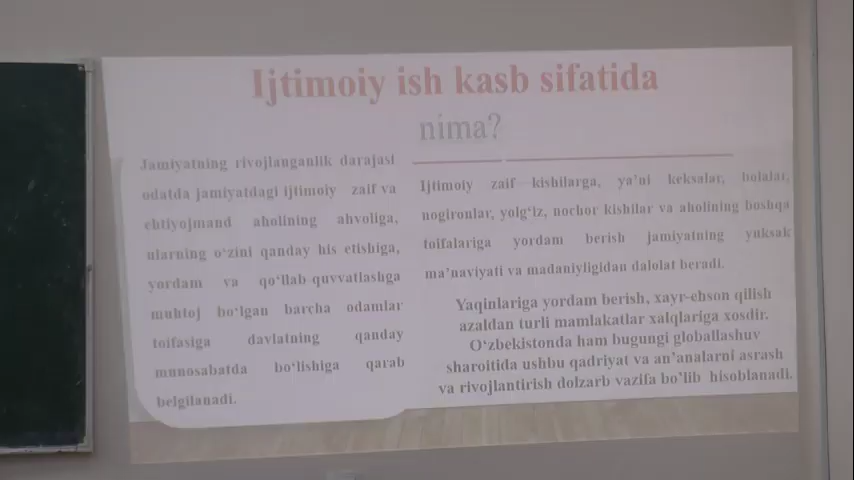 Ijtimoiy ish kasb sifatida
nima?
Jamiyatning rivojlanganlik darajasi
odatda jamiyatdagi ijtimoiy zaif va
ehtiyojmand aholining ahvoliga,
ularning o‘zini qanday his etishiga,
yordam va qo‘llab-quvvatlashga
muhtoj bo‘lgan barcha odamlar
toifasiga davlatning qanday
munosabatda bo‘lishiga qarab
belgilanadi.
Ijtimoiy zaif kishilarga, ya’ni keksalar, bolalar,
nogironlar, yolg‘iz, nochor kishilar va aholining boshqa
toifalariga yordam berish jamiyatning yuksak
ma’naviyati va madaniyligidan dalolat beradi.
Yaqinlariga yordam berish, xayr-ehson qilish
azaldan turli mamlakatlar xalqlariga xosdir.
O‘zbekistonda ham bugungi globallashuv
sharoitida ushbu qadriyat va an’analarni asrash
va rivojlantirish dolzarb vazifa bo’lib hisoblanadi.